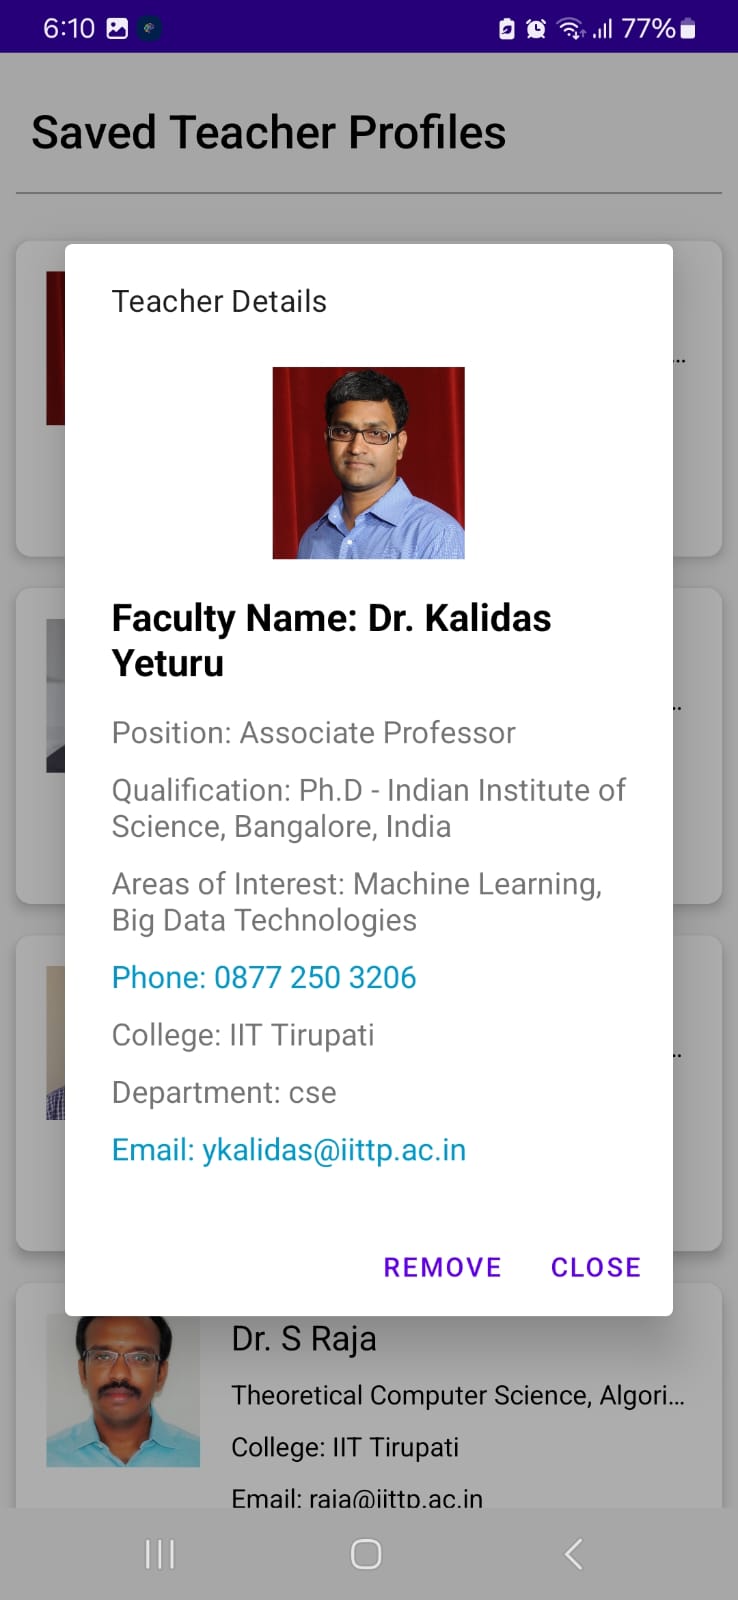 6:10
77%
Saved Teacher Profiles
...
Teacher Details
Faculty Name: Dr. Kalidas
Yeturu
Position: Associate Professor
Qualification: Ph.D - Indian Institute of
Science, Bangalore, India
Areas of Interest: Machine Learning,
Big Data Technologies
Phone: 0877 250 3206
College: IIT Tirupati
Department: cse
Email: ykalidas@iittp.ac.in
REMOVE CLOSE
Dr. S Raja
Theoretical Computer Science, Algori...
College: IIT Tirupati
Email: raja@iittp.ac.in